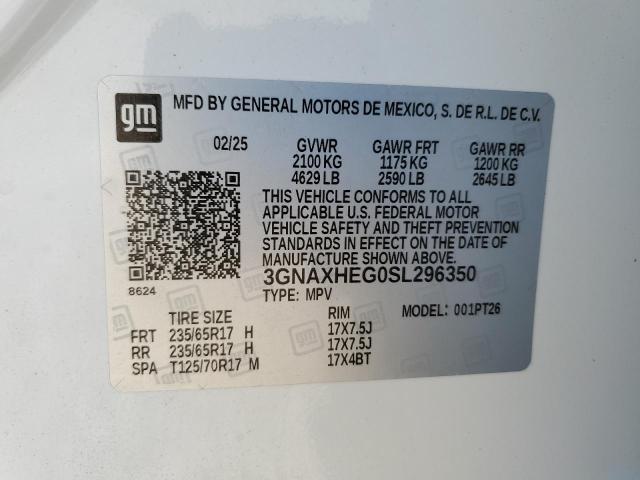 gm MFD BY GENERAL MOTORS DE MEXICO, S. DE R.L. DE C.V.
02/25 GVWR GAWR FRT GAWR RR
2100 KG 1175 KG 1200 KG
4629 LB 2590 LB 2645 LB
THIS VEHICLE CONFORMS TO ALL
APPLICABLE U.S. FEDERAL MOTOR
VEHICLE SAFETY AND THEFT PREVENTION
STANDARDS IN EFFECT ON THE DATE OF
MANUFACTURE SHOWN ABOVE.
3GNAXHEG0SL296350
8624
TYPE: MPV MODEL: 001PT26
TIRE SIZE RIM
FRT 235/65R17 H 17X7.5J
RR 235/65R17 H 17X7.5J
SPA T125/70R17 M 17X4BT